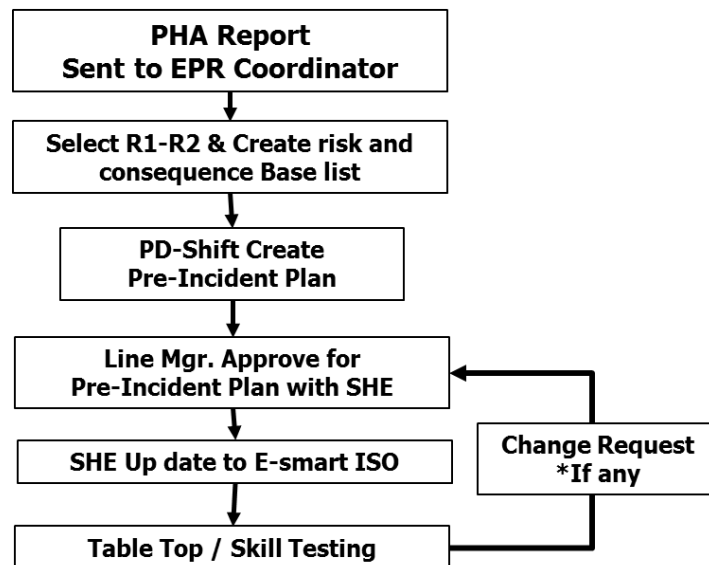 PHA Report
Sent to EPR Coordinator
Select R1-R2 & Create risk and
consequence Base list
PD-Shift Create
Pre-Incident Plan
Line Mgr. Approve for
Pre-Incident Plan with SHE
SHE Up date to E-smart ISO
Change Request
*If any
Table Top / Skill Testing